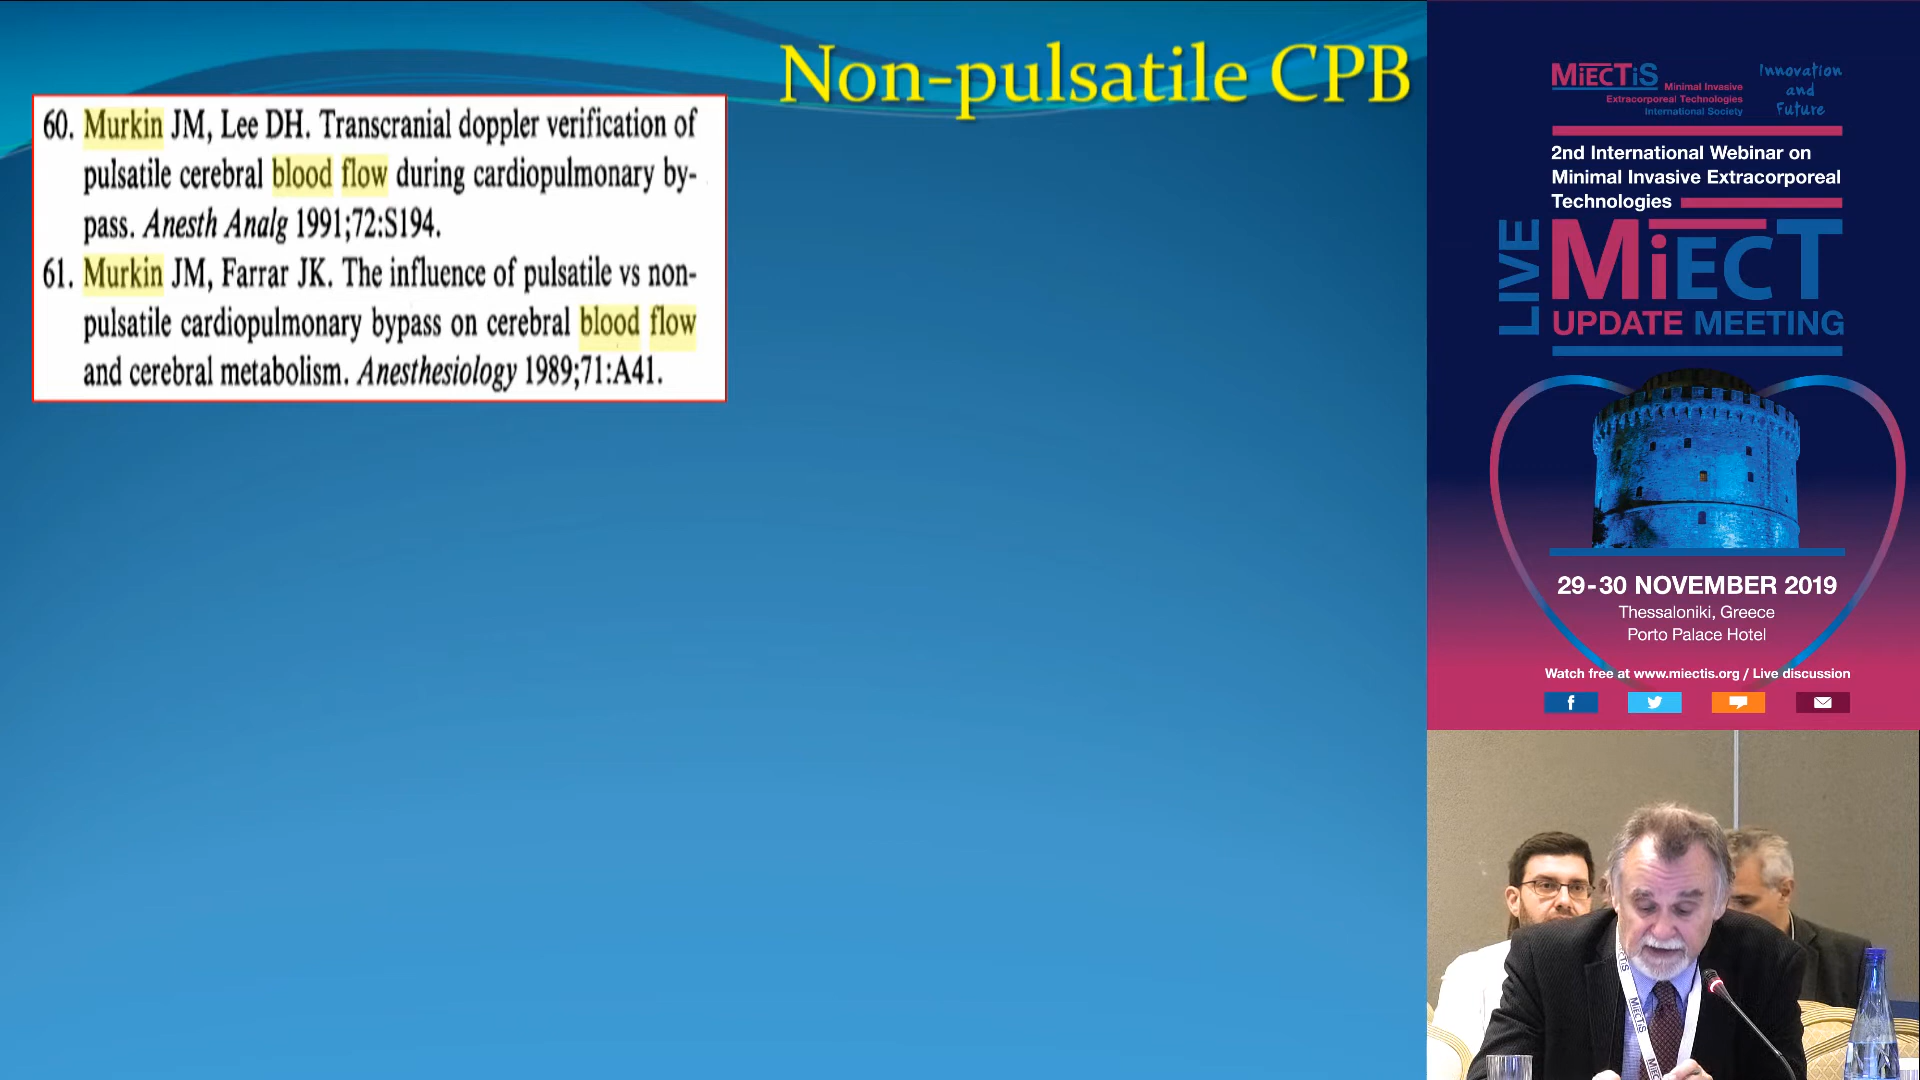 Non-pulsatile CPB
60. Murkin JM, Lee DH. Transcranial doppler verification of
pulsatile cerebral blood flow during cardiopulmonary by-
pass. Anesth Analg 1991;72:S194.
61. Murkin JM, Farrar JK. The influence of pulsatile vs non-
pulsatile cardiopulmonary bypass on cerebral blood flow
and cerebral metabolism. Anesthesiology 1989;71:A41.
MiECTiS
Minimal Invasive
Extracorporeal Technologies
International Society
Innovation
and
Future
2nd International Webinar on
Minimal Invasive Extracorporeal
Technologies
LIVE
MiECT
UPDATE MEETING
29-30 NOVEMBER 2019
Thessaloniki, Greece
Porto Palace Hotel
Watch free at www.miectis.org / Live discussion
f
MiECTiS